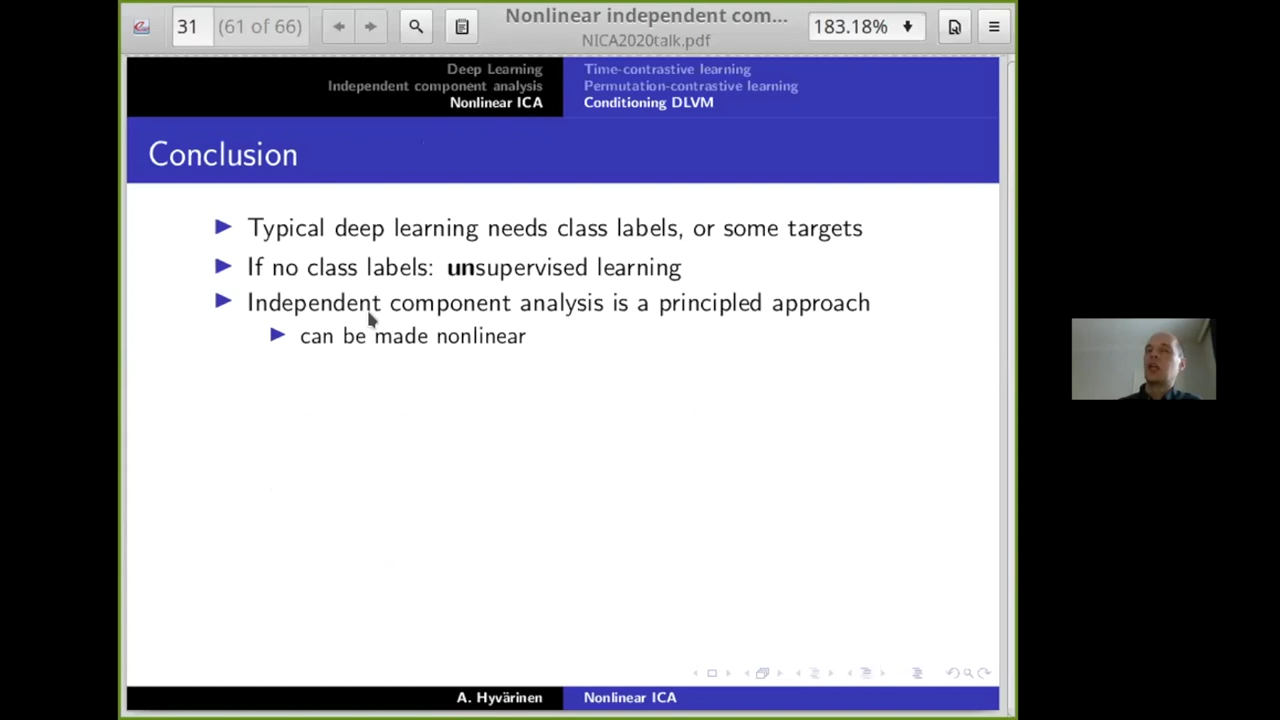 31 (61 of 66)
Nonlinear independent com...
NICA2020talk.pdf
183.18%
Deep Learning
Independent component analysis
Nonlinear ICA
Time-contrastive learning
Permutation-contrastive learning
Conditioning DLVM
Conclusion
Typical deep learning needs class labels, or some targets
If no class labels: unsupervised learning
Independent component analysis is a principled approach
can be made nonlinear
A. Hyvärinen
Nonlinear ICA